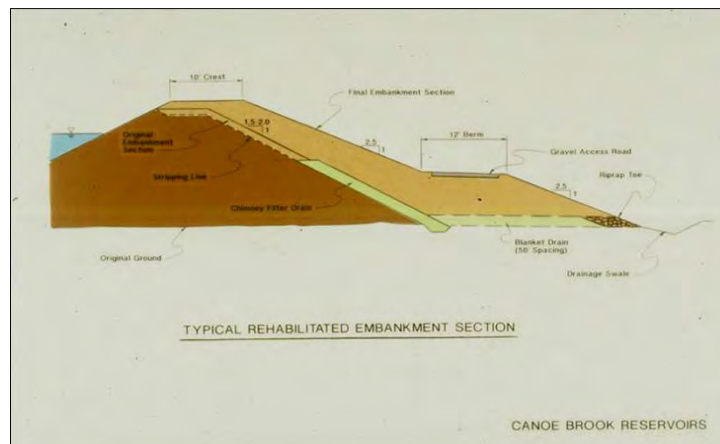 10' Crest
Final Embankment Section
Original
Embankment
Section
1.5-2.0
1
2.5
1
12' Berm
Gravel Access Road
Stripping Line
2.5
1
Riprap Toe
Chimney Filter Drain
Original Ground
Blanket Drain
(50' Spacing)
Drainage Swale
TYPICAL REHABILITATED EMBANKMENT SECTION
CANOE BROOK RESERVOIRS